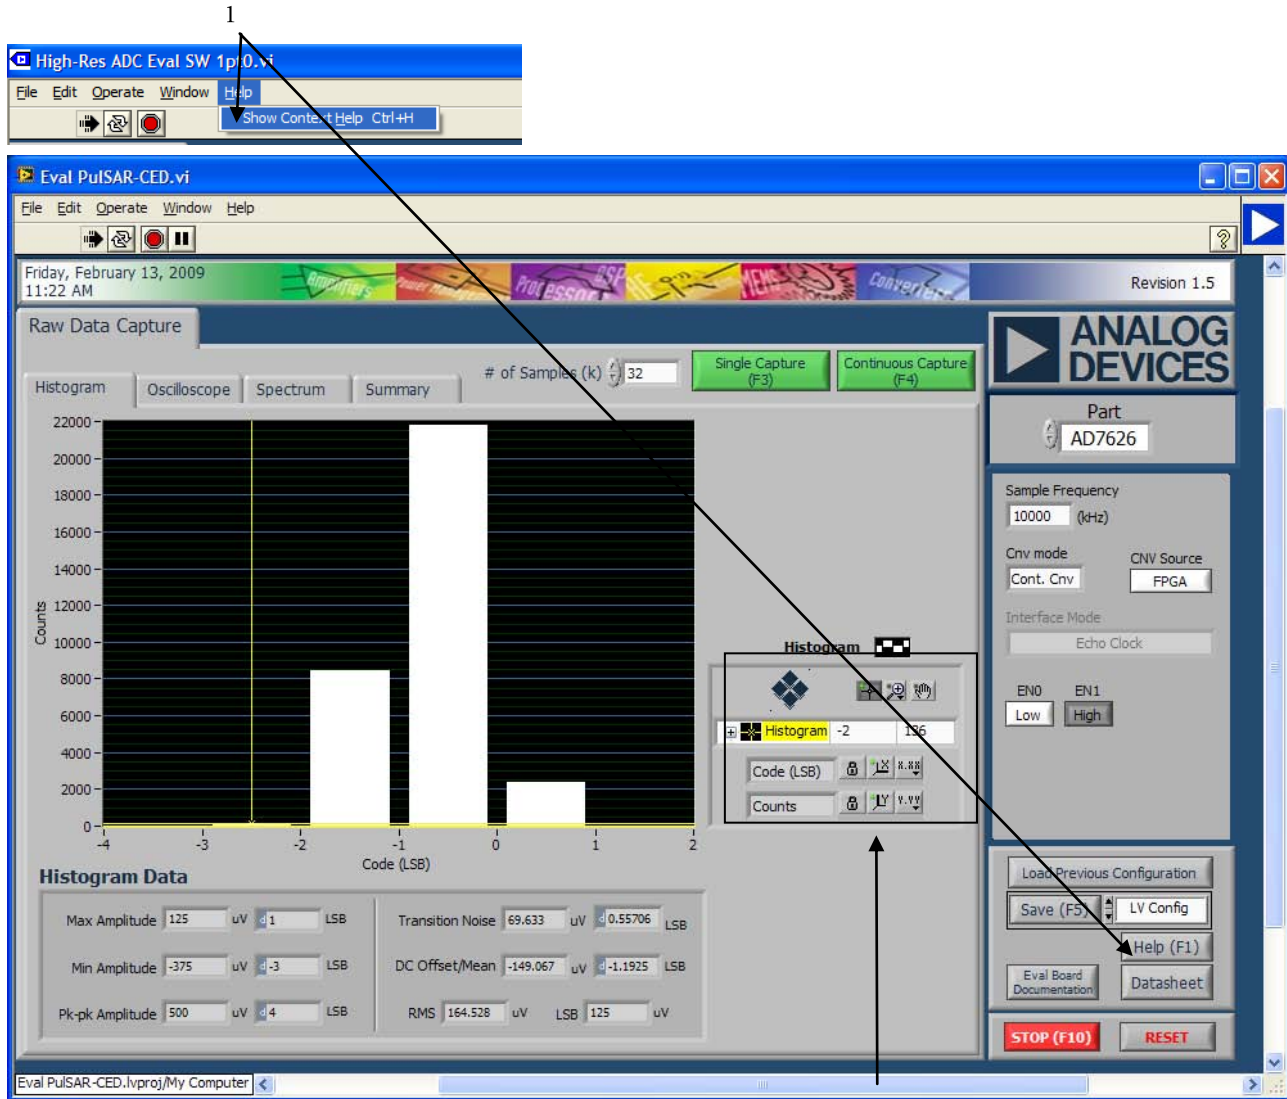 1
High-Res ADC Eval SW 1pt0.vi
File Edit Operate Window Help
Show Context Help Ctrl+H
Eval PulSAR-CED.vi
File Edit Operate Window Help
Friday, February 13, 2009
11:22 AM
Amplifiers Power Management Processors DSP RF MEMS Converters
Revision 1.5
Raw Data Capture
# of Samples (k) 32
Single Capture
(F3)
Continuous Capture
(F4)
ANALOG
DEVICES
Histogram Oscilloscope Spectrum Summary
Part
AD7626
22000
20000
18000
16000
14000
12000
10000
8000
6000
4000
2000
0
Counts
-4 -3 -2 -1 0 1 2
Code (LSB)
Sample Frequency
10000 (kHz)
Cnv mode CNV Source
Cont. Cnv FPGA
Interface Mode
Echo Clock
EN0 EN1
Low High
Histogram
Histogram -2 136
Code (LSB) X X.XX
Counts Y Y.YY
Histogram Data
Max Amplitude 125 uV d 1 LSB
Transition Noise 69.633 uV d 0.55706 LSB
Min Amplitude -375 uV d -3 LSB
DC Offset/Mean -149.067 uV d -1.1925 LSB
Pk-pk Amplitude 500 uV d 4 LSB
RMS 164.528 uV LSB 125 uV
Load Previous Configuration
Save (F5) LV Config
Help (F1)
Eval Board
Documentation
Datasheet
STOP (F10) RESET
Eval PulSAR-CED.lvproj/My Computer